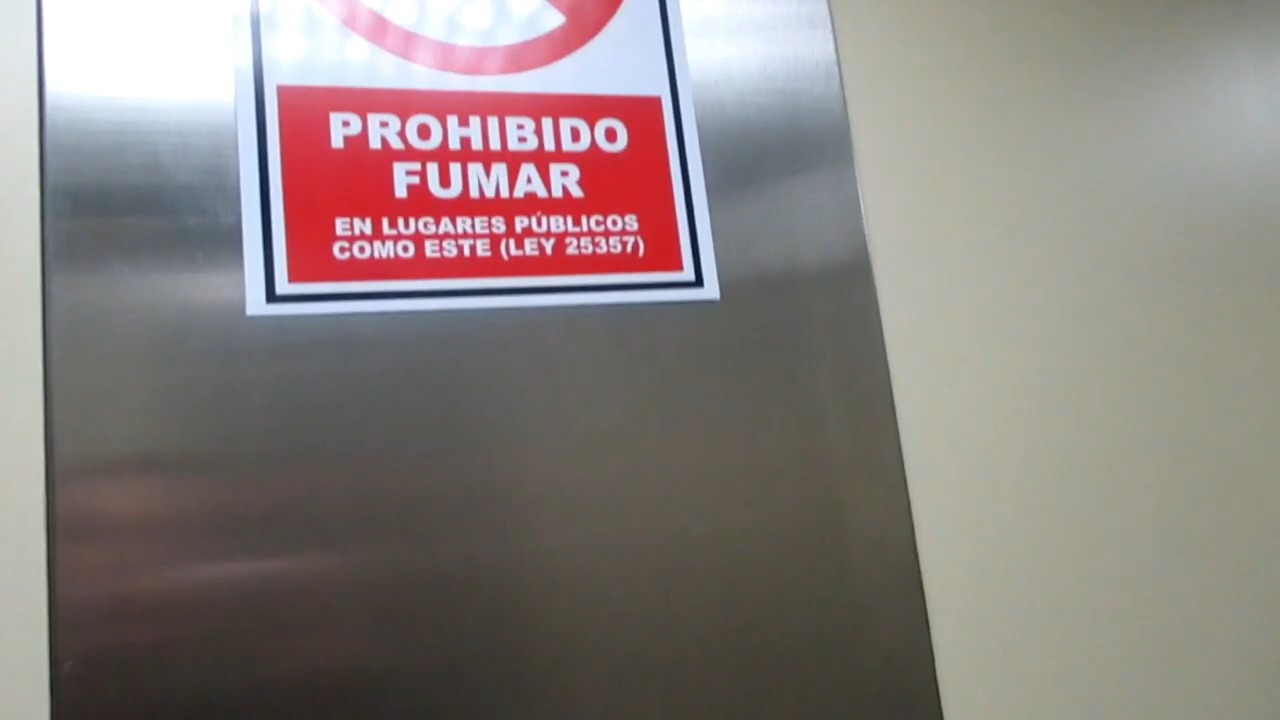 PROHIBIDO
FUMAR
EN LUGARES PÚBLICOS
COMO ESTE (LEY 25357)